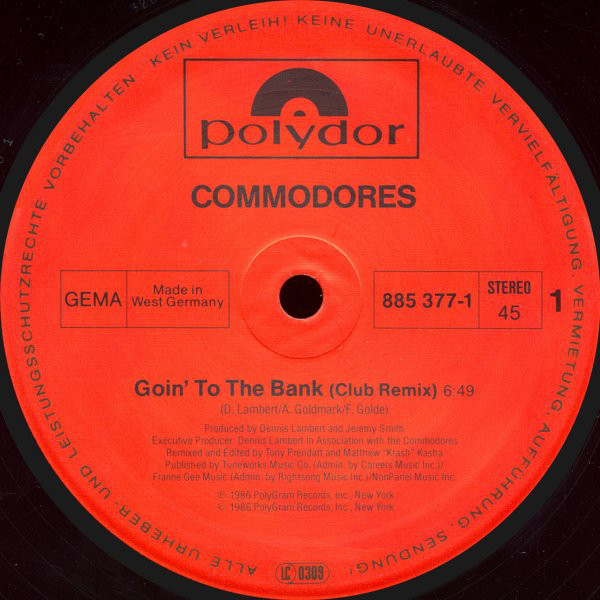 ALLE URHEBER- UND LEISTUNGSSCHUTZRECHTE VORBEHALTEN · KEIN VERLEIH! KEINE UNERLAUBTE VERVIELFÄLTIGUNG, VERMIETUNG, AUFFÜHRUNG, SENDUNG!
polydor
COMMODORES
GEMA
Made in
West Germany
885 377-1
STEREO
45
1
Goin' To The Bank (Club Remix) 6:49
(D. Lambert/A. Goldmark/F. Golde)
Produced by Dennis Lambert and Jeremy Smith
Executive Producer: Dennis Lambert in Association with the Commodores
Remixed and Edited by Tony Prendatt and Matthew "Krash" Kasha
Published by Tuneworks Music Co. (Admin. by Careers Music Inc.)/
Franne Gee Music (Admin. by Rightsong Music Inc.)/NonPareil Music Inc.
℗ 1986 PolyGram Records, Inc., New York
© 1986 PolyGram Records, Inc., New York
LC 0309